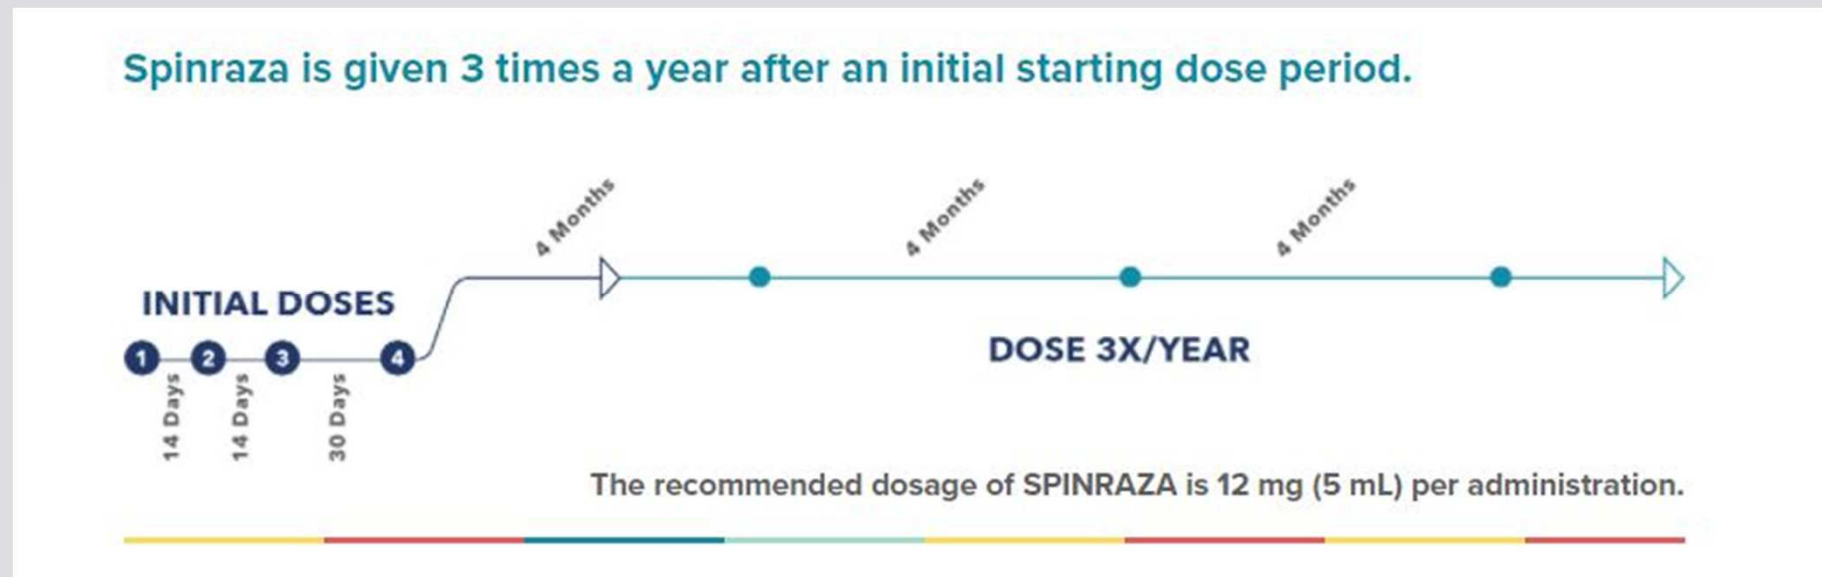 Spinraza is given 3 times a year after an initial starting dose period.
4 Months
4 Months
4 Months
INITIAL DOSES
1 2 3 4
14 Days
14 Days
30 Days
DOSE 3X/YEAR
The recommended dosage of SPINRAZA is 12 mg (5 mL) per administration.